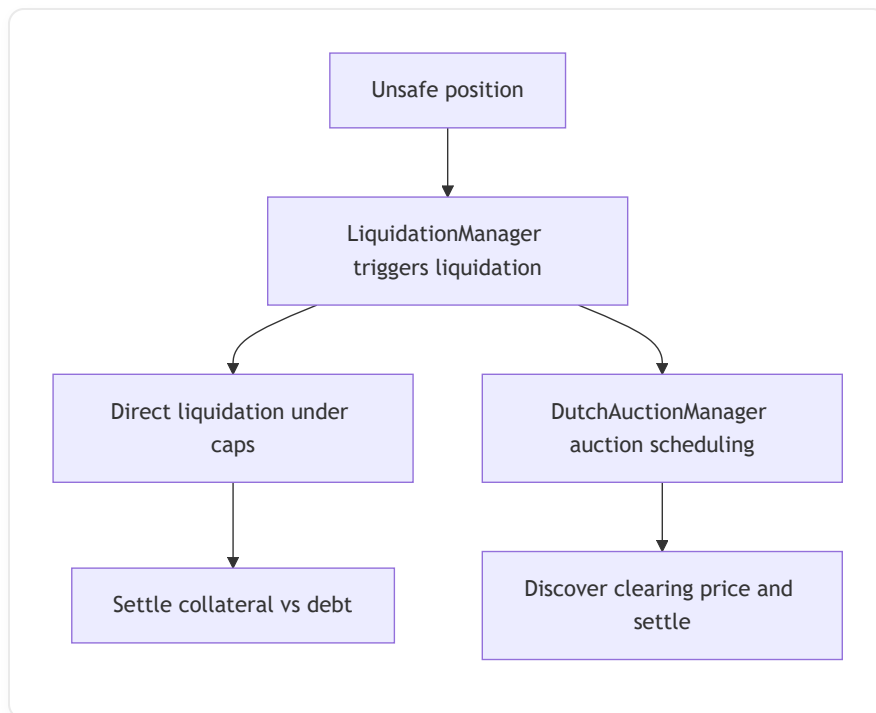 Unsafe position
LiquidationManager
triggers liquidation
Direct liquidation under
caps
DutchAuctionManager
auction scheduling
Settle collateral vs debt
Discover clearing price and
settle